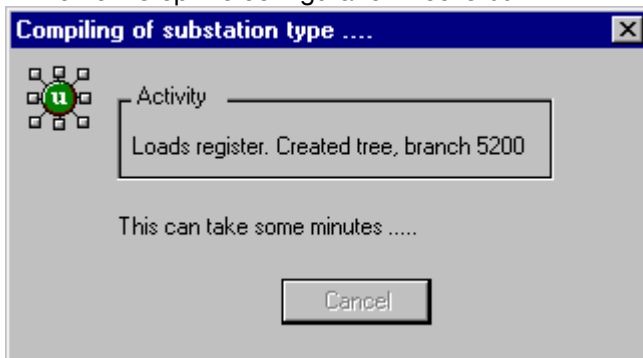 Compiling of substation type ....
u
Activity
Loads register. Created tree, branch 5200
This can take some minutes .....
Cancel